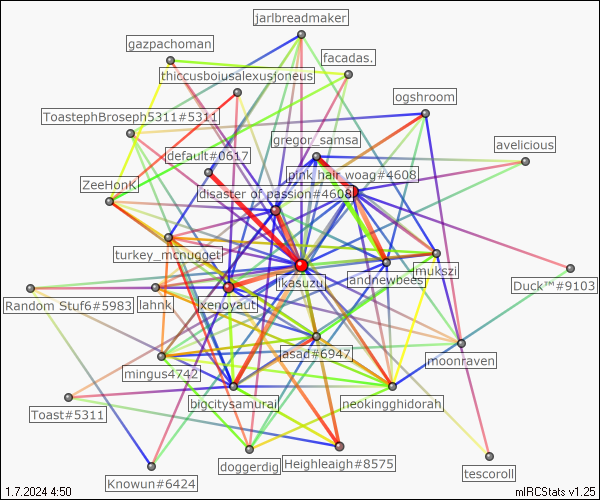 jarlbreadmaker
gazpachoman
facadas.
thiccusboiusalexusjoneus
ogshroom
ToastephBroseph5311#5311
gregor_samsa
avelicious
default#0617
pink hair woag#4608
ZeeHonK
disaster of passion#4608
turkey_mcnugget
mukszi
ikasuzu
andnewbees
Duck™#9103
Random Stuf6#5983
lahnk
xenoyaut
asad#6947
moonraven
mingus4742
bigcitysamurai
neokingghidorah
Toast#5311
doggerdig
Heighleaigh#8575
tescoroll
Knowun#6424
1.7.2024 4:50
mIRCStats v1.25